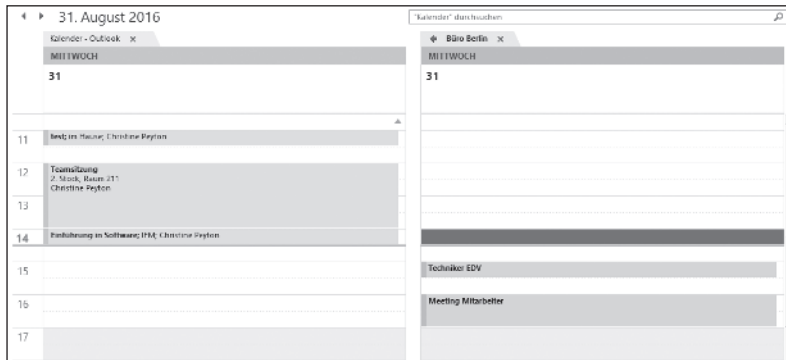 31. August 2016
"Kalender" durchsuchen
Kalender - Outlook
MITTWOCH
31
Büro Berlin
MITTWOCH
31
11
test; im Hause; Christine Peyton
12
Teamsitzung
2. Stock, Raum 211
Christine Peyton
13
14
Einführung in Software; IFM; Christine Peyton
15
Techniker EDV
16
Meeting Mitarbeiter
17